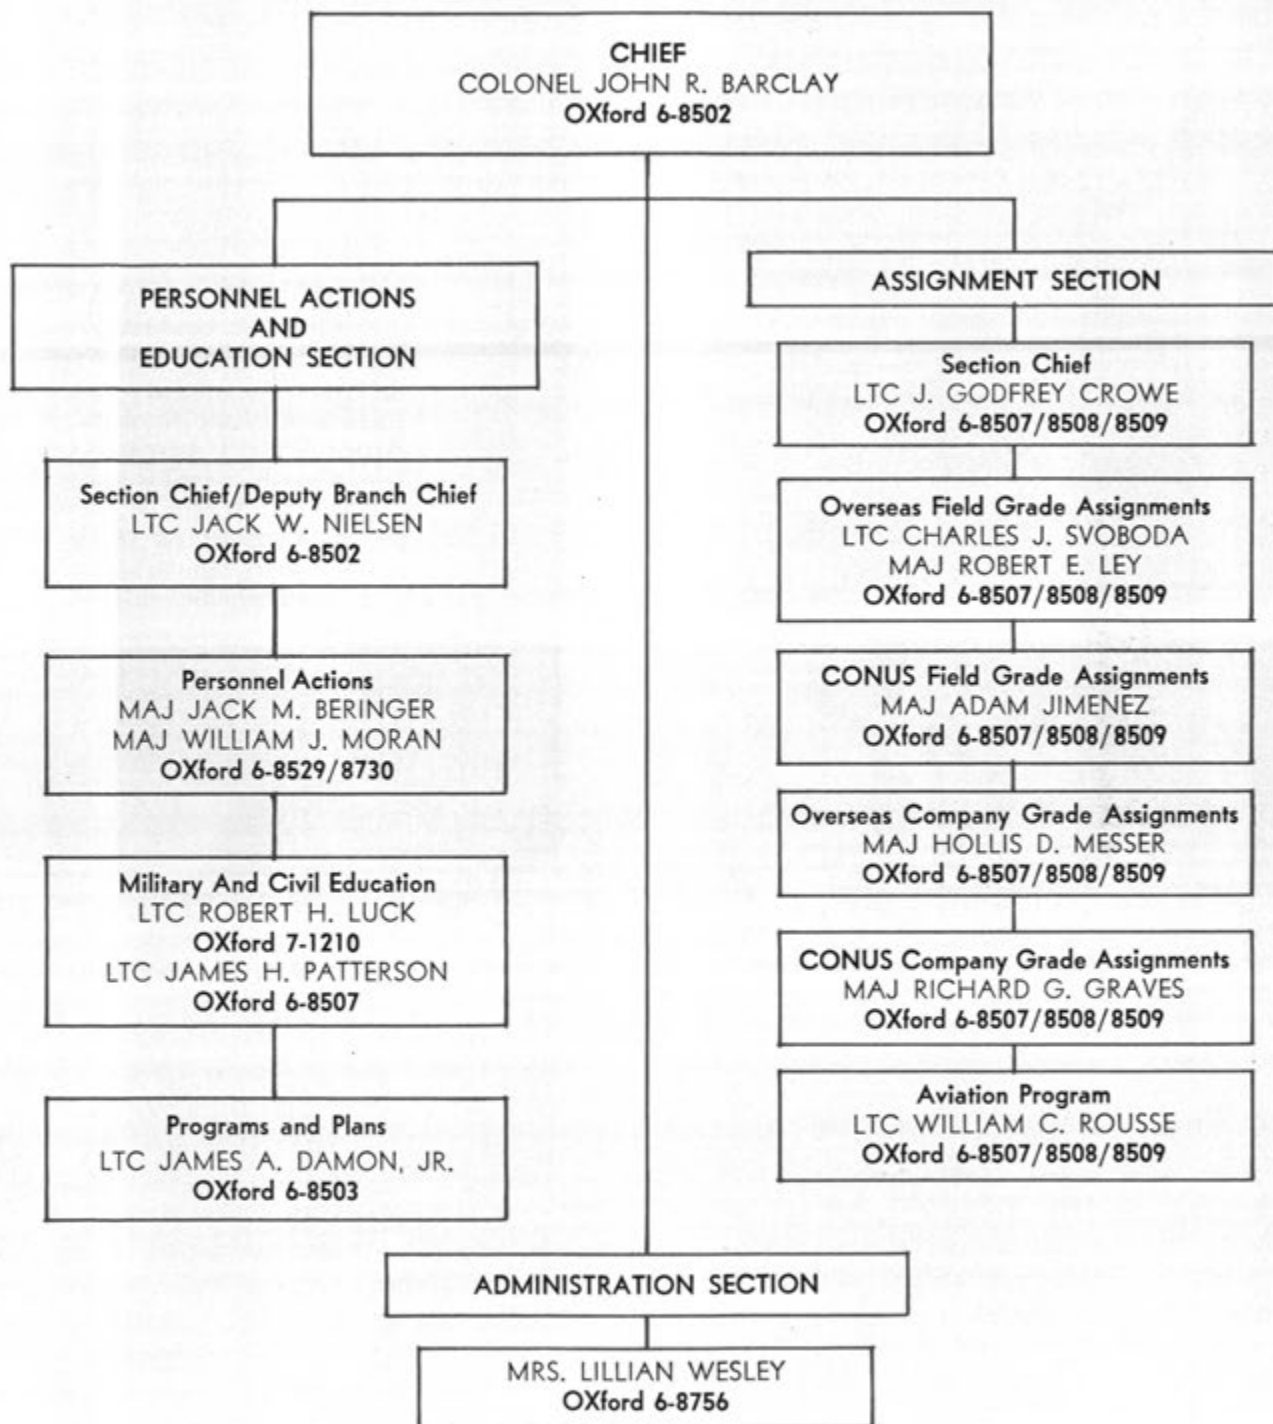 CHIEF
COLONEL JOHN R. BARCLAY
OXford 6-8502
PERSONNEL ACTIONS
AND
EDUCATION SECTION
Section Chief/Deputy Branch Chief
LTC JACK W. NIELSEN
OXford 6-8502
Personnel Actions
MAJ JACK M. BERINGER
MAJ WILLIAM J. MORAN
OXford 6-8529/8730
Military And Civil Education
LTC ROBERT H. LUCK
OXford 7-1210
LTC JAMES H. PATTERSON
OXford 6-8507
Programs and Plans
LTC JAMES A. DAMON, JR.
OXford 6-8503
ASSIGNMENT SECTION
Section Chief
LTC J. GODFREY CROWE
OXford 6-8507/8508/8509
Overseas Field Grade Assignments
LTC CHARLES J. SVOBODA
MAJ ROBERT E. LEY
OXford 6-8507/8508/8509
CONUS Field Grade Assignments
MAJ ADAM JIMENEZ
OXford 6-8507/8508/8509
Overseas Company Grade Assignments
MAJ HOLLIS D. MESSER
OXford 6-8507/8508/8509
CONUS Company Grade Assignments
MAJ RICHARD G. GRAVES
OXford 6-8507/8508/8509
Aviation Program
LTC WILLIAM C. ROUSSE
OXford 6-8507/8508/8509
ADMINISTRATION SECTION
MRS. LILLIAN WESLEY
OXford 6-8756